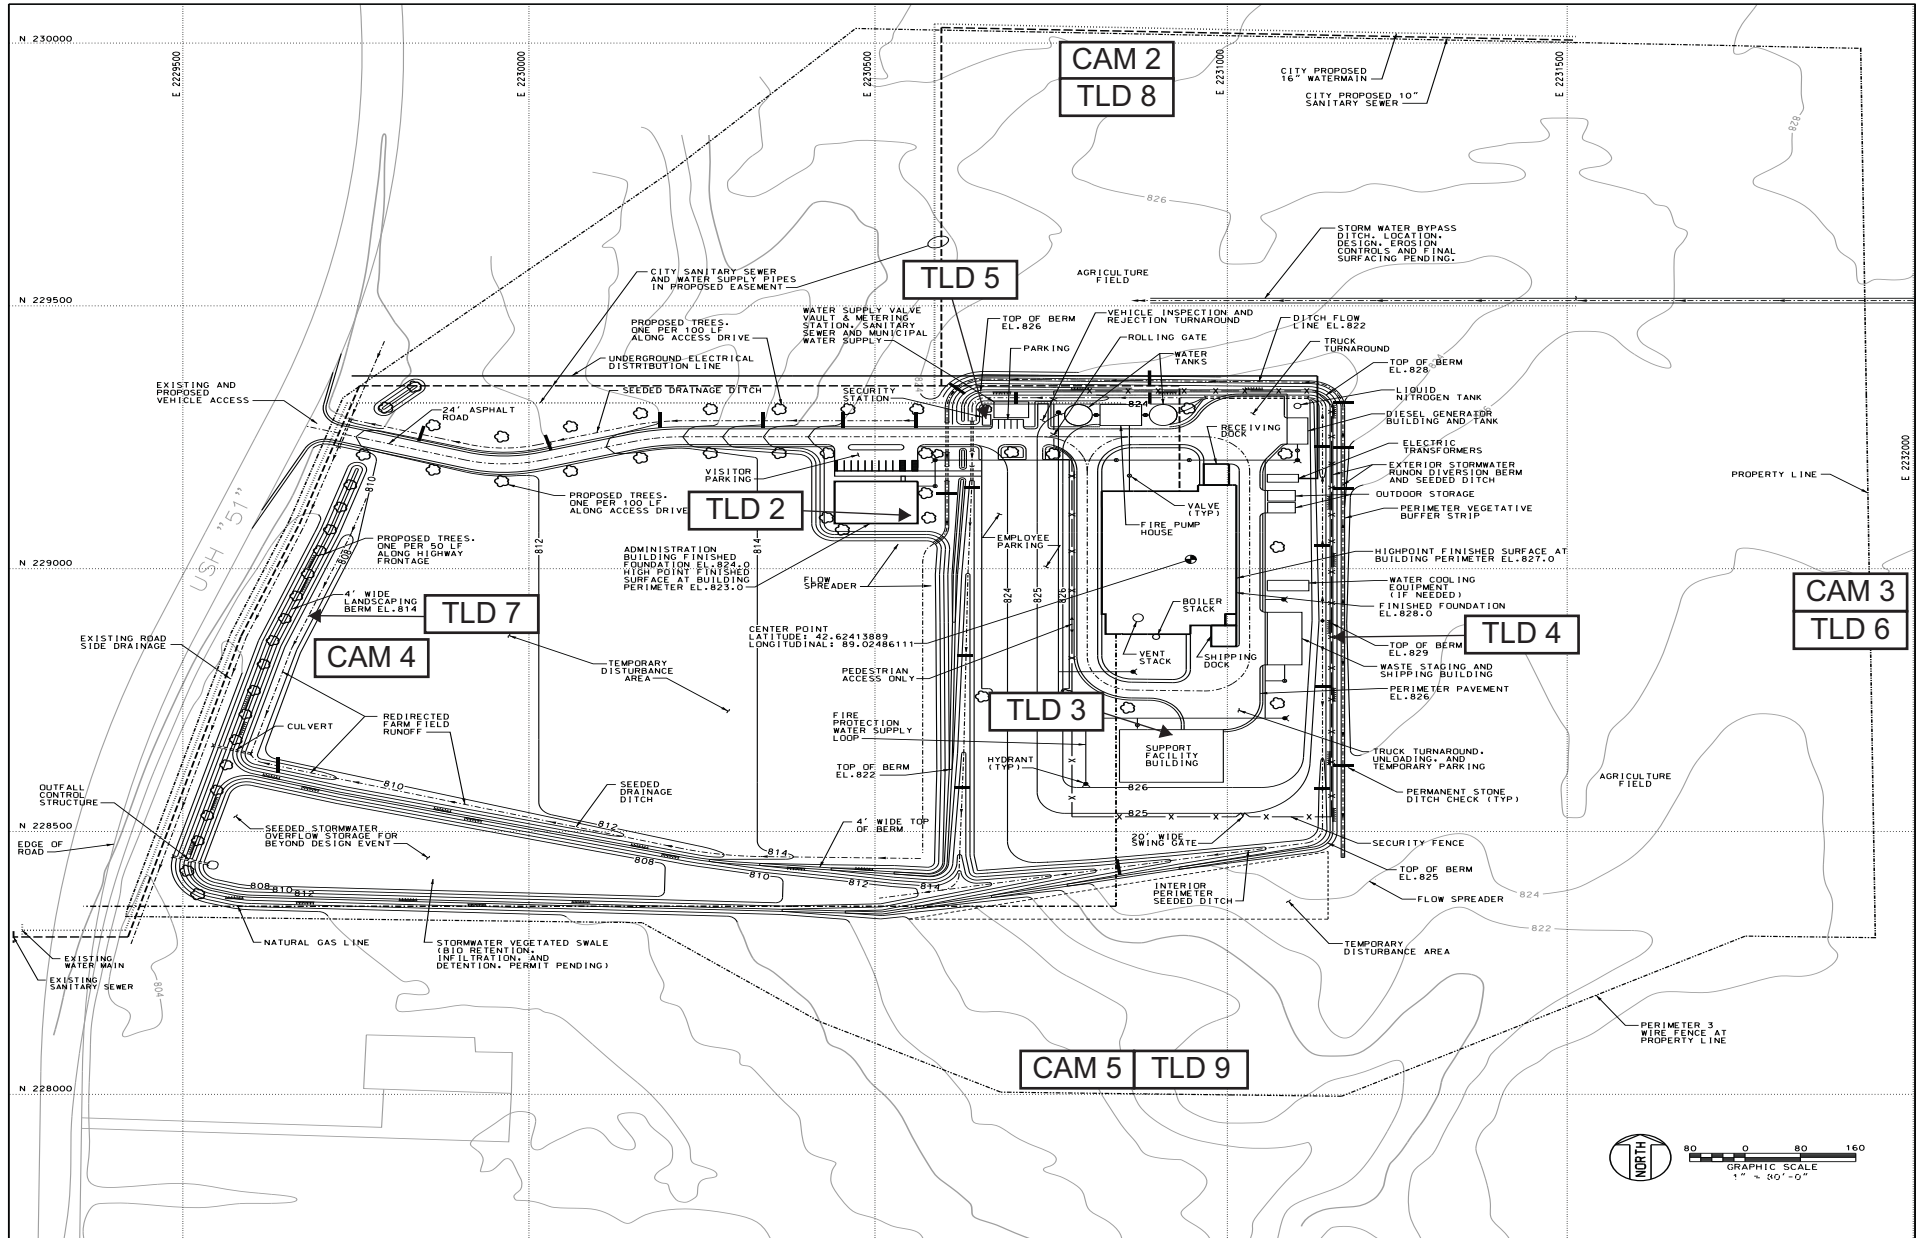 N 230000
E 2229500
E 2230000
E 2230500
E 2231000
E 2231500
CAM 2
TLD 8
CITY PROPOSED
16" WATERMAIN
CITY PROPOSED 10"
SANITARY SEWER
828
828
826
STORM WATER BYPASS
DITCH. LOCATION.
DESIGN. EROSION
CONTROLS AND FINAL
SURFACING PENDING.
CITY SANITARY SEWER
AND WATER SUPPLY PIPES
IN PROPOSED EASEMENT
TLD 5
AGRICULTURE
FIELD
N 229500
WATER SUPPLY VALVE
VAULT & METERING
STATION. SANITARY
SEWER AND MUNICIPAL
WATER SUPPLY
PROPOSED TREES.
ONE PER 100 LF
ALONG ACCESS DRIVE
UNDERGROUND ELECTRICAL
DISTRIBUTION LINE
TOP OF BERM
EL.826
VEHICLE INSPECTION AND
REJECTION TURNAROUND
PARKING
ROLLING GATE
WATER
TANKS
DITCH FLOW
LINE EL.822
TRUCK
TURNAROUND
TOP OF BERM
EL.828
LIQUID
NITROGEN TANK
DIESEL GENERATOR
BUILDING AND TANK
ELECTRIC
TRANSFORMERS
EXTERIOR STORMWATER
RUNON DIVERSION BERM
AND SEEDED DITCH
OUTDOOR STORAGE
PERIMETER VEGETATIVE
BUFFER STRIP
EXISTING AND
PROPOSED
VEHICLE ACCESS
SEEDED DRAINAGE DITCH
SECURITY
STATION
24' ASPHALT
ROAD
824
RECEIVING
DOCK
VISITOR
PARKING
PROPERTY LINE
E 2232000
PROPOSED TREES.
ONE PER 100 LF
ALONG ACCESS DRIVE
TLD 2
VALVE
(TYP)
FIRE PUMP
HOUSE
EMPLOYEE
PARKING
USH "51"
810
808
812
814
PROPOSED TREES.
ONE PER 50 LF
ALONG HIGHWAY
FRONTAGE
ADMINISTRATION
BUILDING FINISHED
FOUNDATION EL.824.0
HIGH POINT FINISHED
SURFACE AT BUILDING
PERIMETER EL.823.0
FLOW
SPREADER
HIGHPOINT FINISHED SURFACE AT
BUILDING PERIMETER EL.827.0
N 229000
WATER COOLING
EQUIPMENT
(IF NEEDED)
FINISHED FOUNDATION
EL.828.0
CAM 3
TLD 6
4' WIDE
LANDSCAPING
BERM EL.814
TLD 7
824
825
826
BOILER
STACK
CENTER POINT
LATITUDE: 42.62413889
LONGITUDINAL: 89.02486111
TLD 4
TOP OF BERM
EL.829
EXISTING ROAD
SIDE DRAINAGE
CAM 4
TEMPORARY
DISTURBANCE
AREA
PEDESTRIAN
ACCESS ONLY
VENT
STACK
SHIPPING
DOCK
WASTE STAGING AND
SHIPPING BUILDING
PERIMETER PAVEMENT
EL.826
CULVERT
REDIRECTED
FARM FIELD
RUNOFF
FIRE
PROTECTION
WATER SUPPLY
LOOP
TLD 3
SUPPORT
FACILITY
BUILDING
TRUCK TURNAROUND.
UNLOADING. AND
TEMPORARY PARKING
TOP OF BERM
EL.822
HYDRANT
(TYP)
AGRICULTURE
FIELD
OUTFALL
CONTROL
STRUCTURE
810
SEEDED
DRAINAGE
DITCH
826
825
PERMANENT STONE
DITCH CHECK (TYP)
SEEDED STORMWATER
OVERFLOW STORAGE FOR
BEYOND DESIGN EVENT
812
N 228500
4' WIDE TOP
OF BERM
20' WIDE
SWING GATE
SECURITY FENCE
EDGE OF
ROAD
814
808
810
812
814
808
810
812
TOP OF BERM
EL.825
INTERIOR
PERIMETER
SEEDED DITCH
FLOW SPREADER
824
822
NATURAL GAS LINE
STORMWATER VEGETATED SWALE
(BIO RETENTION.
INFILTRATION. AND
DETENTION. PERMIT PENDING)
TEMPORARY
DISTURBANCE AREA
EXISTING
WATER MAIN
EXISTING
SANITARY SEWER
804
PERIMETER 3
WIRE FENCE AT
PROPERTY LINE
CAM 5
TLD 9
N 228000
NORTH
80 0 80 160
GRAPHIC SCALE